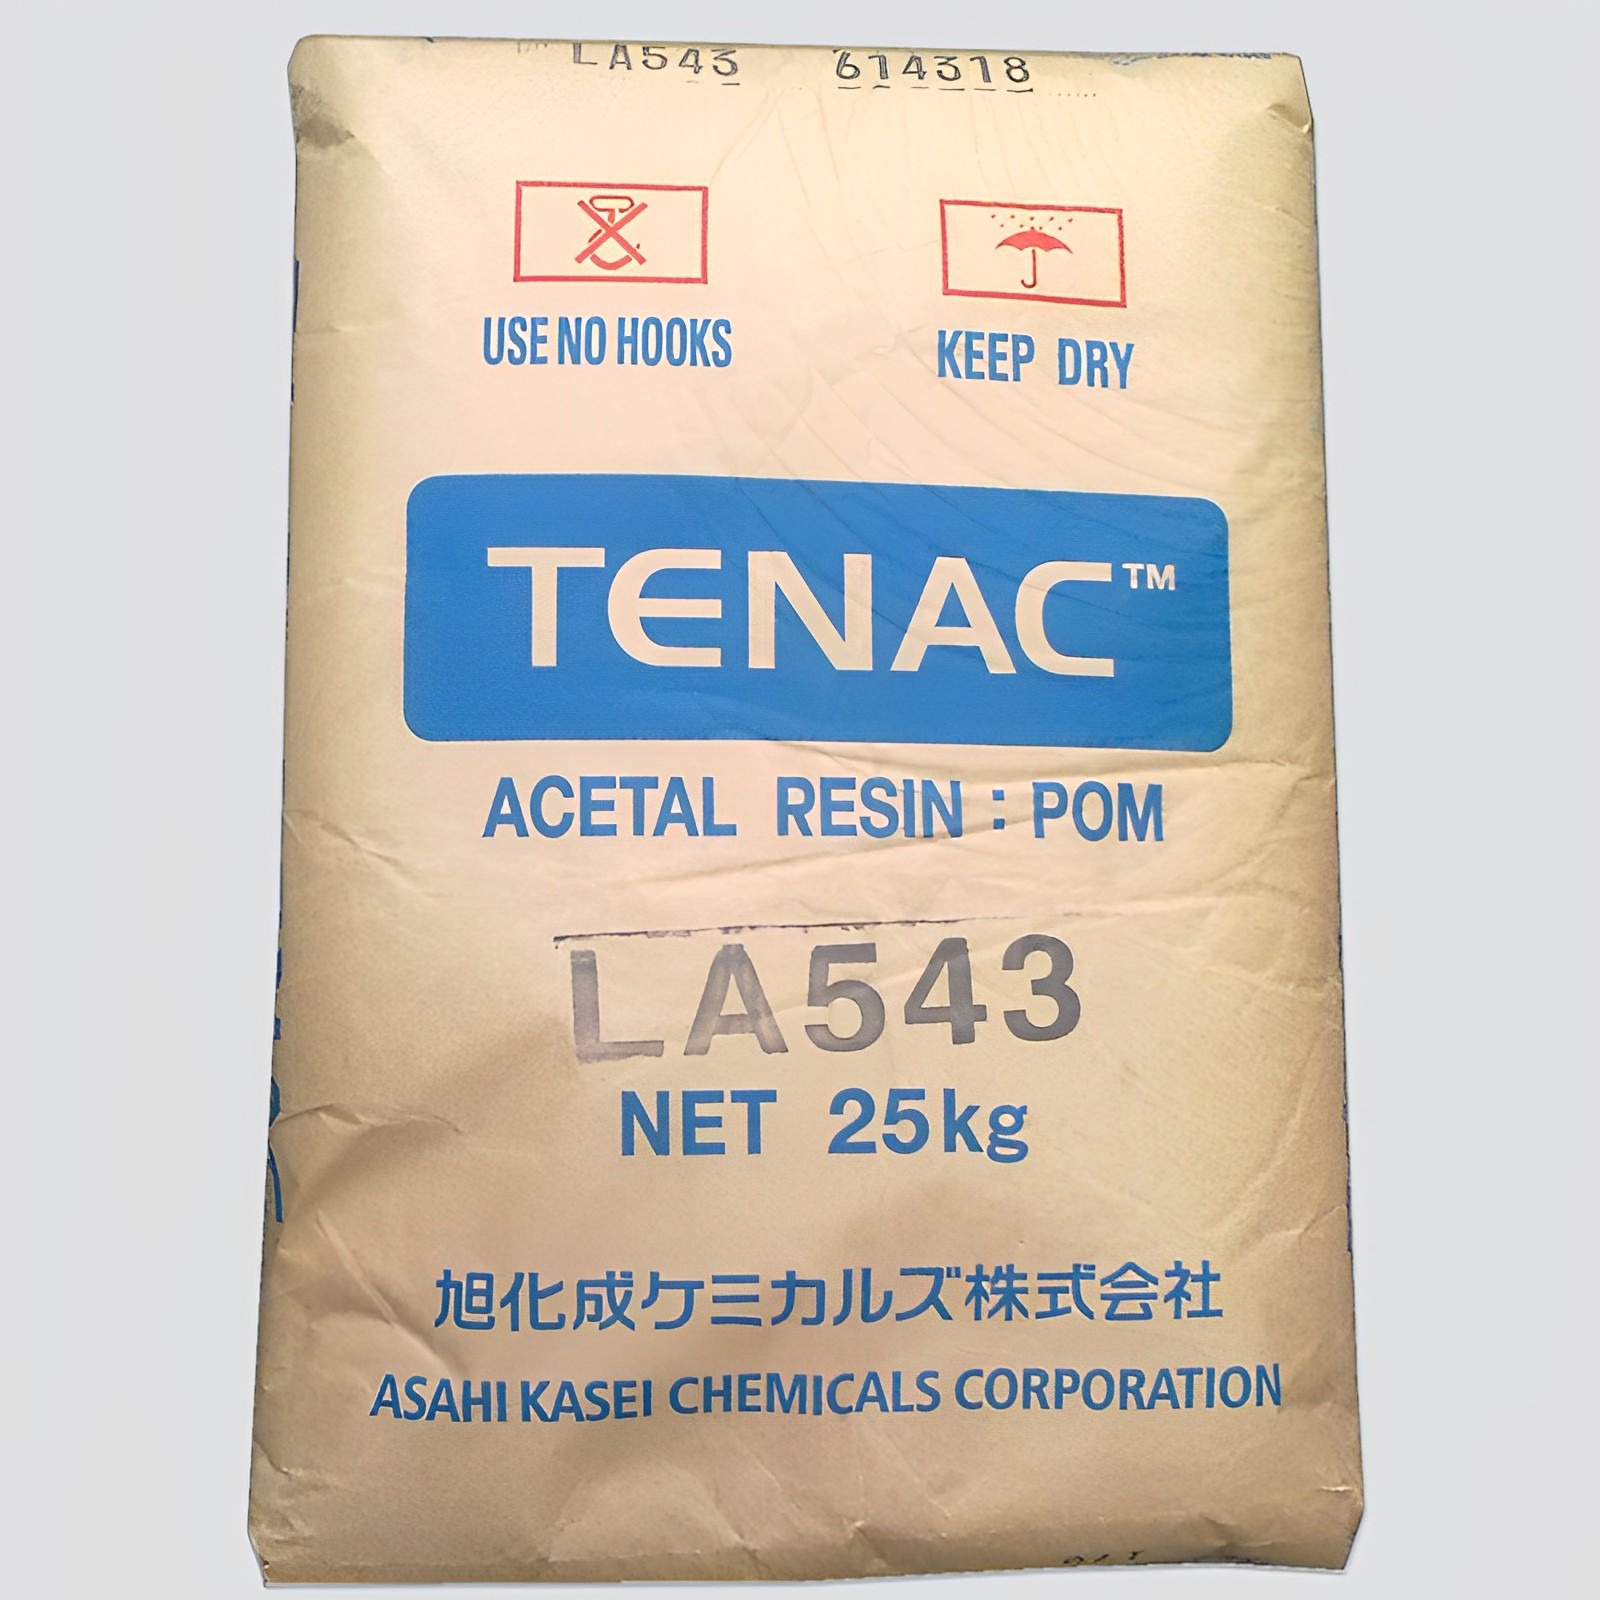 LA543 614318
USE NO HOOKS
KEEP DRY
TENAC™
ACETAL RESIN : POM
LA543
NET 25kg
旭化成ケミカルズ株式会社
ASAHI KASEI CHEMICALS CORPORATION